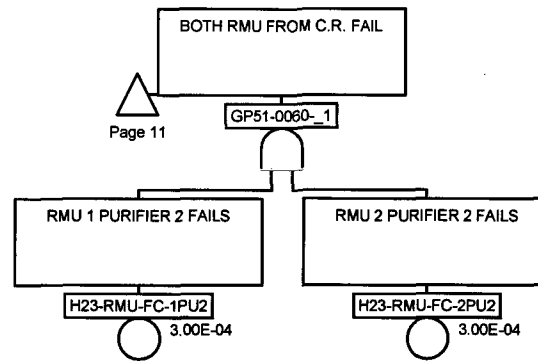 BOTH RMU FROM C.R. FAIL
Page 11
GP51-0060-_1
RMU 1 PURIFIER 2 FAILS
RMU 2 PURIFIER 2 FAILS
H23-RMU-FC-1PU2
H23-RMU-FC-2PU2
3.00E-04
3.00E-04